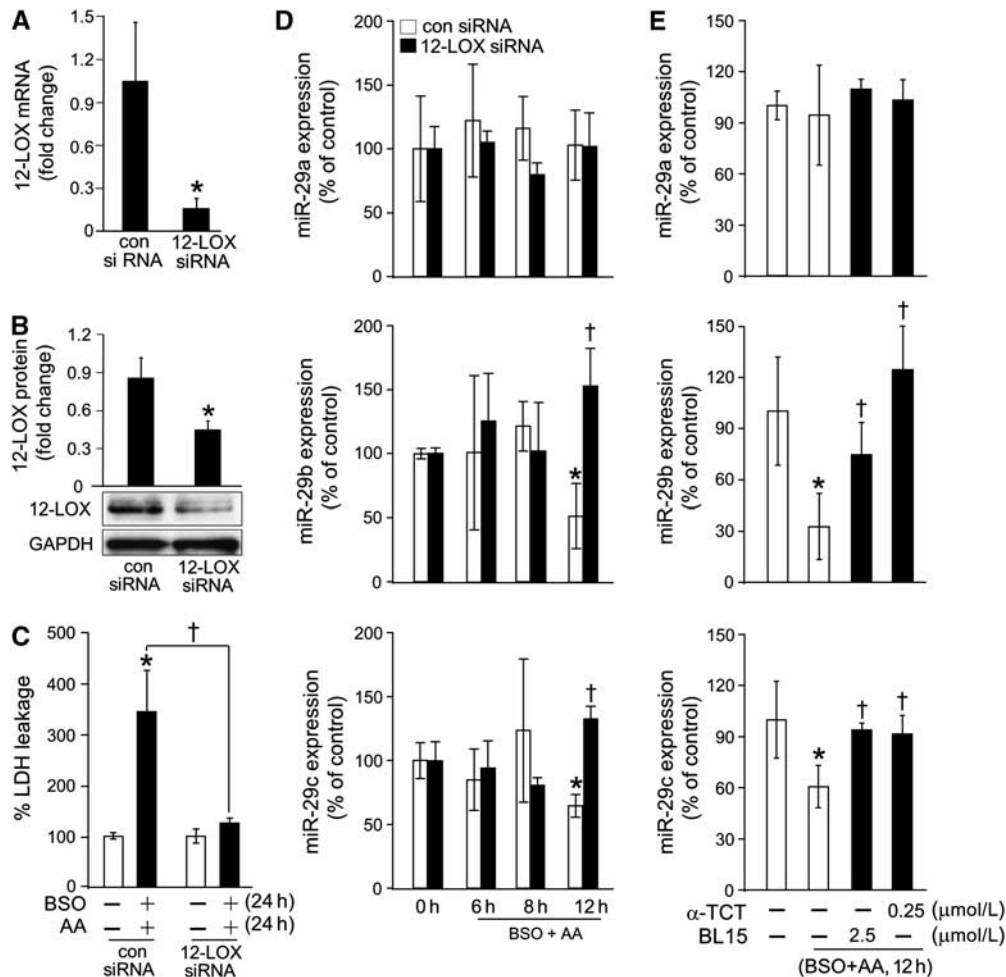 A
12-LOX mRNA
(fold change)
1.5
1.2
0.9
0.6
0.3
0
*
con
si RNA
12-LOX
siRNA
B
12-LOX protein
(fold change)
1.2
0.9
0.6
0.3
0
*
12-LOX
GAPDH
con
siRNA
12-LOX
siRNA
C
% LDH leakage
500
400
300
200
100
0
*
†
BSO − + − + (24 h)
AA − + − + (24 h)
con
siRNA
12-LOX
siRNA
D
con siRNA
12-LOX siRNA
miR-29a expression
(% of control)
200
150
100
50
0
miR-29b expression
(% of control)
200
150
100
50
0
*
†
miR-29c expression
(% of control)
200
150
100
50
0
*
†
0 h 6 h 8 h 12 h
BSO + AA
E
miR-29a expression
(% of control)
150
120
90
60
30
0
miR-29b expression
(% of control)
150
120
90
60
30
0
*
†
†
miR-29c expression
(% of control)
150
120
90
60
30
0
*
†
†
α-TCT − − − 0.25 (μmol/L)
BL15 − − 2.5 − (μmol/L)
(BSO+AA, 12 h)